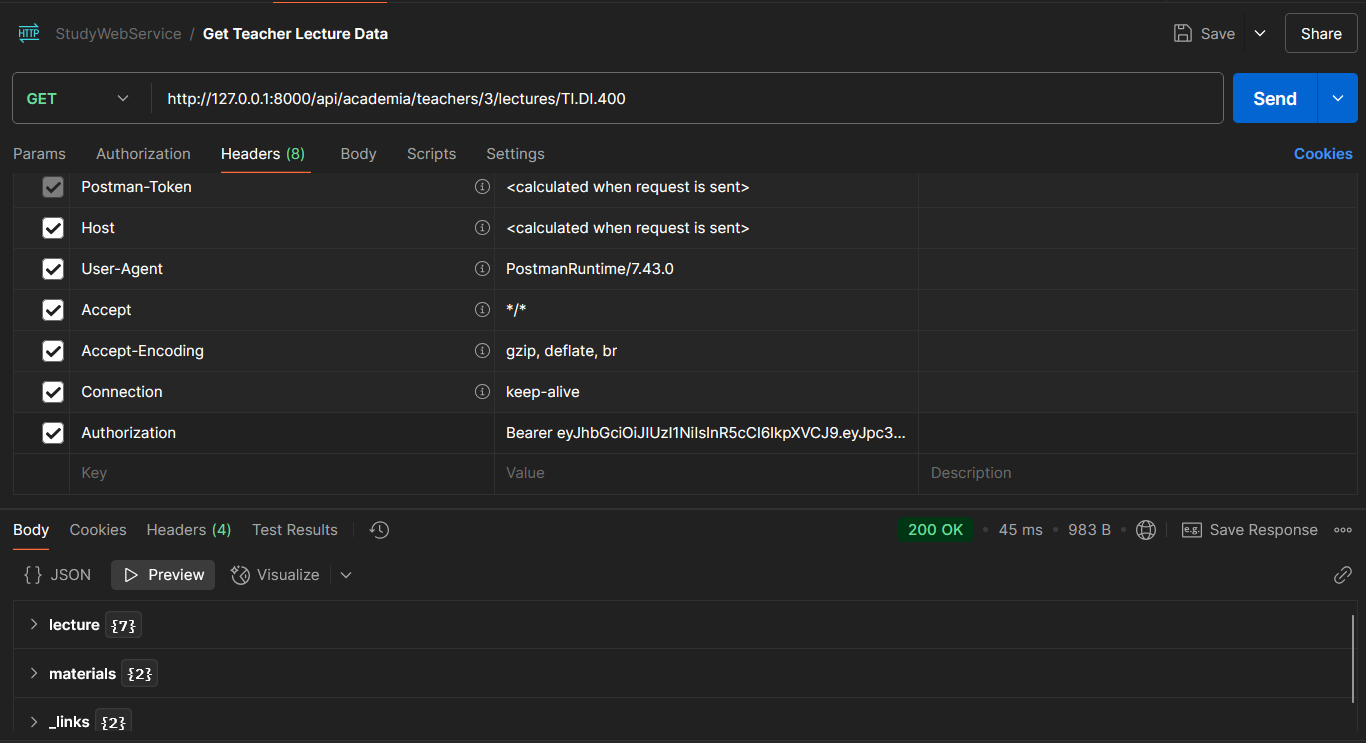 HTTP StudyWebService / Get Teacher Lecture Data Save Share
GET http://127.0.0.1:8000/api/academia/teachers/3/lectures/TI.DI.400 Send
Params Authorization Headers (8) Body Scripts Settings Cookies
Postman-Token <calculated when request is sent>
Host <calculated when request is sent>
User-Agent PostmanRuntime/7.43.0
Accept */*
Accept-Encoding gzip, deflate, br
Connection keep-alive
Authorization Bearer eyJhbGciOiJIUzI1NiIsInR5cCI6IkpXVCJ9.eyJpc3...
Key Value Description
Body Cookies Headers (4) Test Results 200 OK • 45 ms • 983 B • e.g. Save Response
{} JSON Preview Visualize
lecture {7}
materials {2}
_links {2}